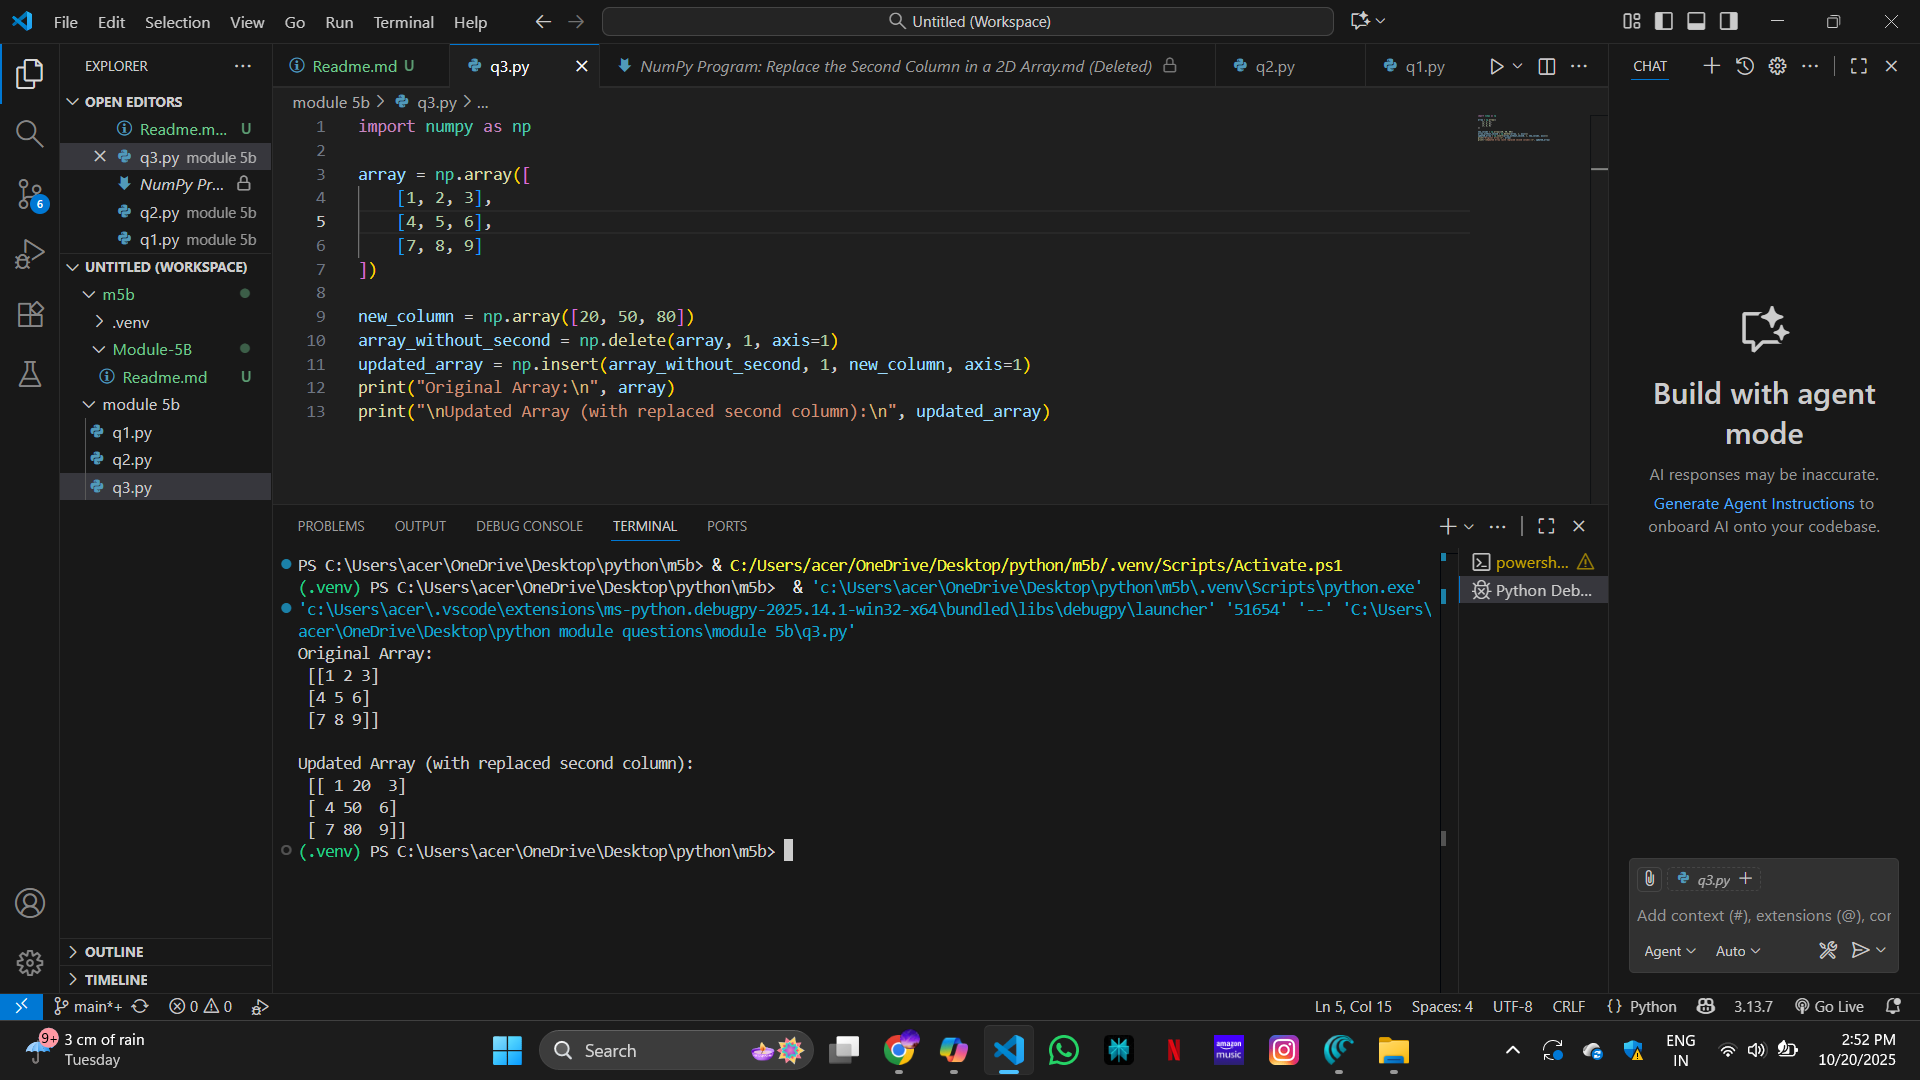 File Edit Selection View Go Run Terminal Help
Untitled (Workspace)
EXPLORER
OPEN EDITORS
Readme.m... U
q3.py module 5b
NumPy Pr...
q2.py module 5b
q1.py module 5b
UNTITLED (WORKSPACE)
m5b
.venv
Module-5B
Readme.md U
module 5b
q1.py
q2.py
q3.py
OUTLINE
TIMELINE
Readme.md U
q3.py
NumPy Program: Replace the Second Column in a 2D Array.md (Deleted)
q2.py
q1.py
module 5b > q3.py > ...
1 import numpy as np
2
3 array = np.array([
4     [1, 2, 3],
5     [4, 5, 6],
6     [7, 8, 9]
7 ])
8
9 new_column = np.array([20, 50, 80])
10 array_without_second = np.delete(array, 1, axis=1)
11 updated_array = np.insert(array_without_second, 1, new_column, axis=1)
12 print("Original Array:\n", array)
13 print("\nUpdated Array (with replaced second column):\n", updated_array)
PROBLEMS OUTPUT DEBUG CONSOLE TERMINAL PORTS
PS C:\Users\acer\OneDrive\Desktop\python\m5b> & C:/Users/acer/OneDrive/Desktop/python/m5b/.venv/Scripts/Activate.ps1
(.venv) PS C:\Users\acer\OneDrive\Desktop\python\m5b>  & 'c:\Users\acer\OneDrive\Desktop\python\m5b\.venv\Scripts\python.exe'
'c:\Users\acer\.vscode\extensions\ms-python.debugpy-2025.14.1-win32-x64\bundled\libs\debugpy\launcher' '51654' '--' 'C:\Users\
acer\OneDrive\Desktop\python module questions\module 5b\q3.py'
Original Array:
 [[1 2 3]
 [4 5 6]
 [7 8 9]]
Updated Array (with replaced second column):
 [[ 1 20  3]
 [ 4 50  6]
 [ 7 80  9]]
(.venv) PS C:\Users\acer\OneDrive\Desktop\python\m5b>
powersh...
Python Deb...
CHAT
Build with agent
mode
AI responses may be inaccurate.
Generate Agent Instructions to
onboard AI onto your codebase.
q3.py
Add context (#), extensions (@), cor
Agent Auto
6
main*+ 0 0
Ln 5, Col 15 Spaces: 4 UTF-8 CRLF {} Python 3.13.7 Go Live
9+
3 cm of rain
Tuesday
Search
amazon
music
ENG
IN
2:52 PM
10/20/2025